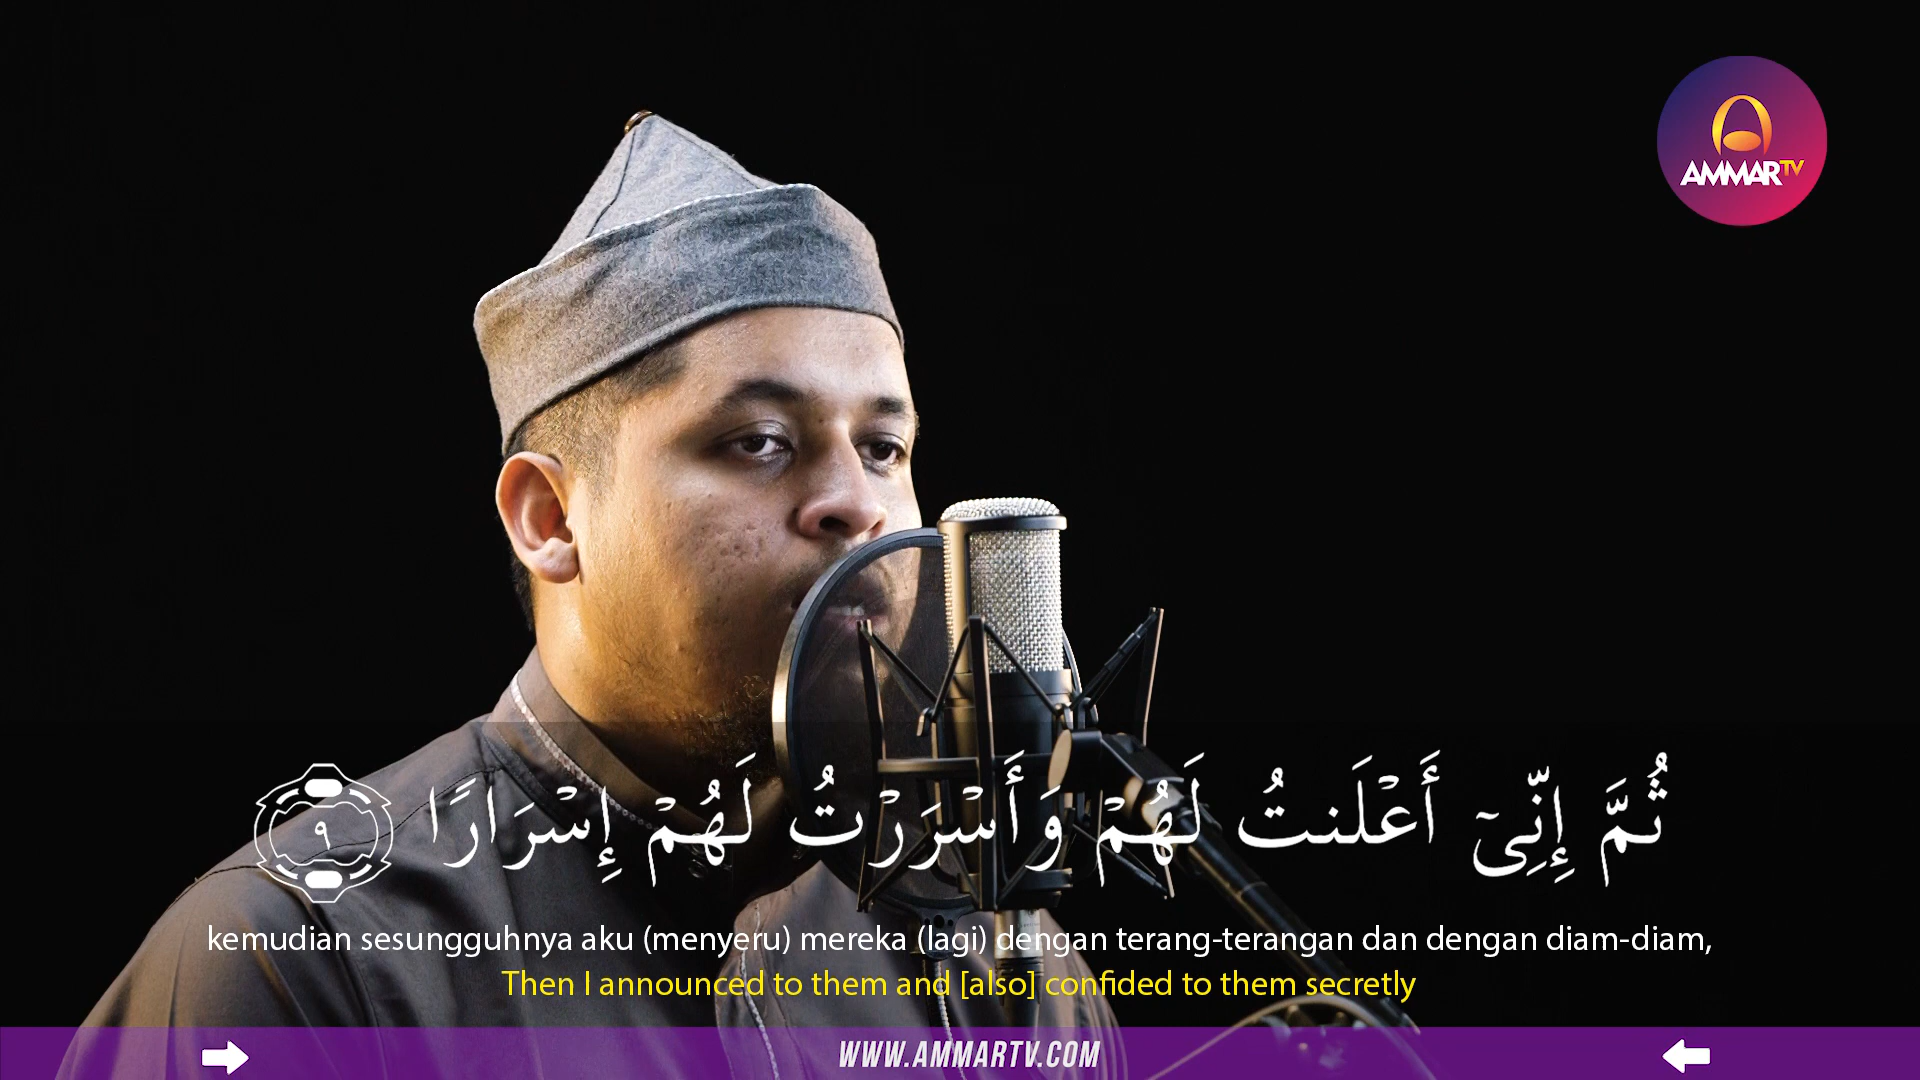 AMMARTV
ثُمَّ إِنِّىٓ أَعْلَنتُ لَهُمْ وَأَسْرَرْتُ لَهُمْ إِسْرَارًا ٩
kemudian sesungguhnya aku (menyeru) mereka (lagi) dengan terang-terangan dan dengan diam-diam,
Then I announced to them and [also] confided to them secretly
WWW.AMMARTV.COM